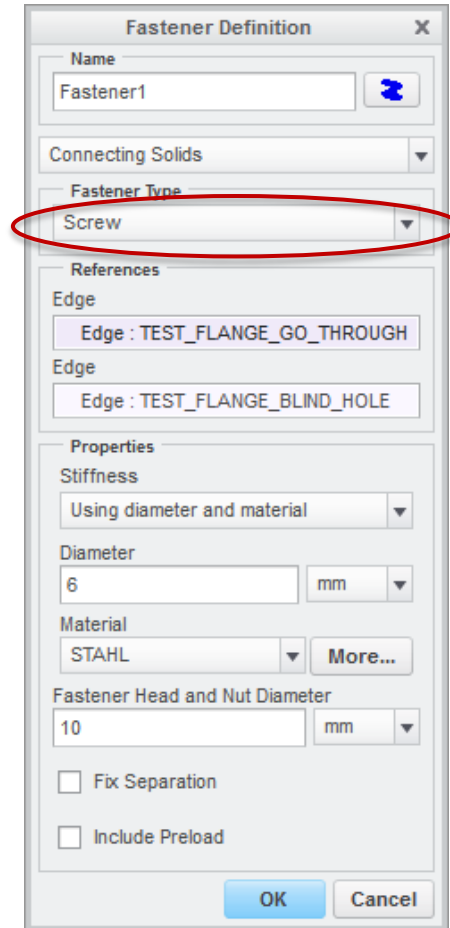 Fastener Definition X
Name
Fastener1
Connecting Solids
Fastener Type
Screw
References
Edge
Edge : TEST_FLANGE_GO_THROUGH
Edge
Edge : TEST_FLANGE_BLIND_HOLE
Properties
Stiffness
Using diameter and material
Diameter
6 mm
Material
STAHL More...
Fastener Head and Nut Diameter
10 mm
Fix Separation
Include Preload
OK Cancel